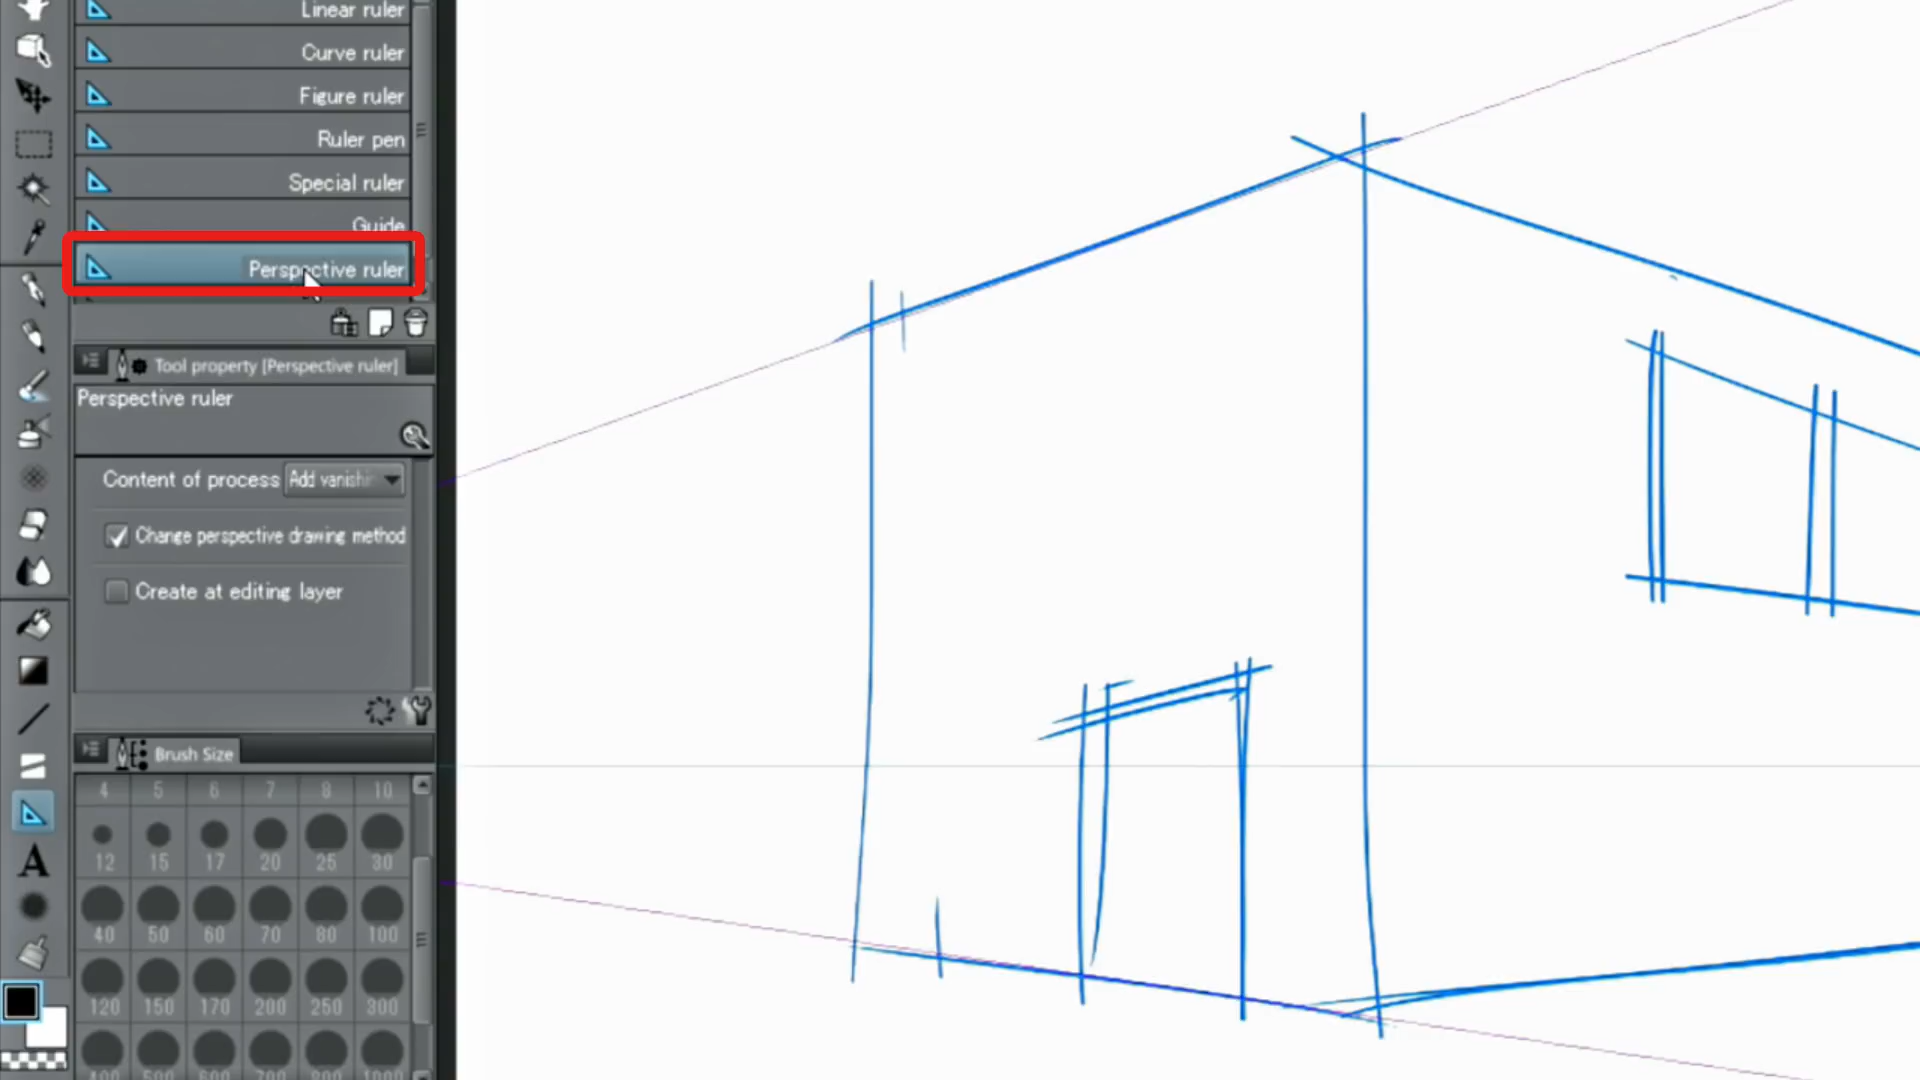 Linear ruler
Curve ruler
Figure ruler
Ruler pen
Special ruler
Guide
Perspective ruler
Tool property [Perspective ruler]
Perspective ruler
Content of process Add vanishin
Change perspective drawing method
Create at editing layer
Brush Size
4 5 6 7 8 10
12 15 17 20 25 30
40 50 60 70 80 100
120 150 170 200 250 300
A